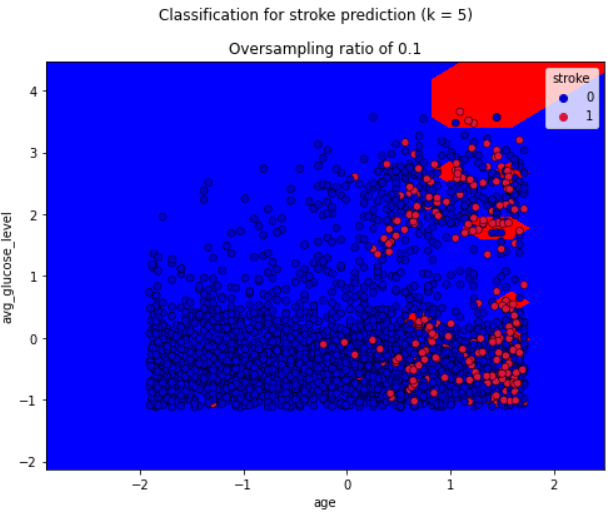 Classification for stroke prediction (k = 5)
Oversampling ratio of 0.1
stroke
0
1
4
3
2
1
0
−1
−2
avg_glucose_level
−2
−1
0
1
2
age